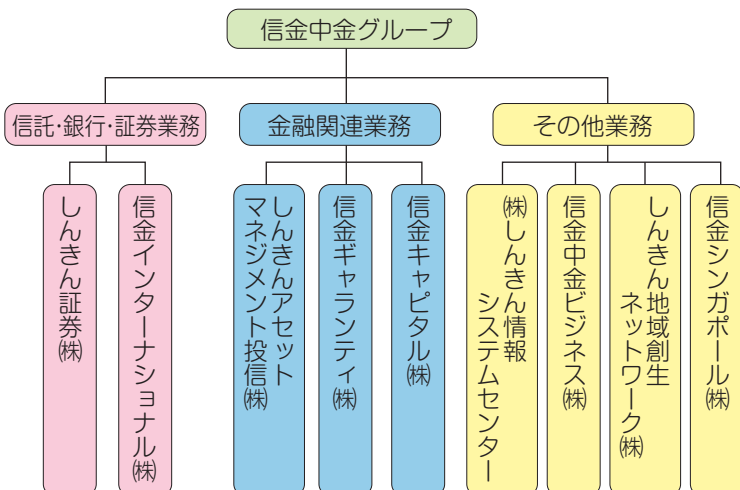 信金中金グループ
信託・銀行・証券業務
金融関連業務
その他業務
しんきん証券㈱
信金インターナショナル㈱
しんきんアセット
マネジメント投信㈱
信金ギャランティ㈱
信金キャピタル㈱
㈱しんきん情報
システムセンター
信金中金ビジネス㈱
しんきん地域創生
ネットワーク㈱
信金シンガポール㈱